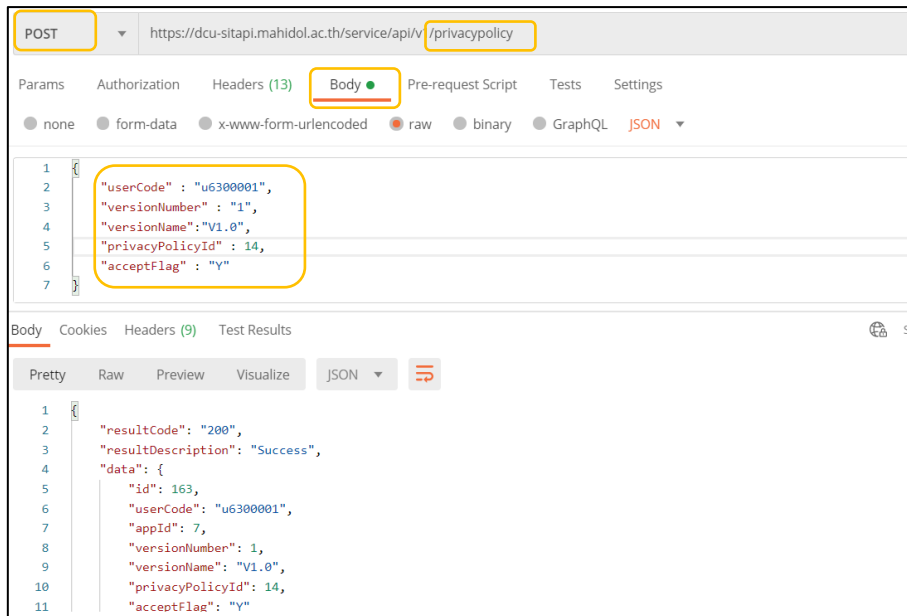 POST https://dcu-sitapi.mahidol.ac.th/service/api/v1/privacypolicy
Params Authorization Headers (13) Body Pre-request Script Tests Settings
none form-data x-www-form-urlencoded raw binary GraphQL JSON
1 {
2 "userCode" : "u6300001",
3 "versionNumber" : "1",
4 "versionName":"V1.0",
5 "privacyPolicyId" : 14,
6 "acceptFlag" : "Y"
7 }
Body Cookies Headers (9) Test Results
Pretty Raw Preview Visualize JSON
1 {
2 "resultCode": "200",
3 "resultDescription": "Success",
4 "data": {
5 "id": 163,
6 "userCode": "u6300001",
7 "appId": 7,
8 "versionNumber": 1,
9 "versionName": "V1.0",
10 "privacyPolicyId": 14,
11 "acceptFlag": "Y"